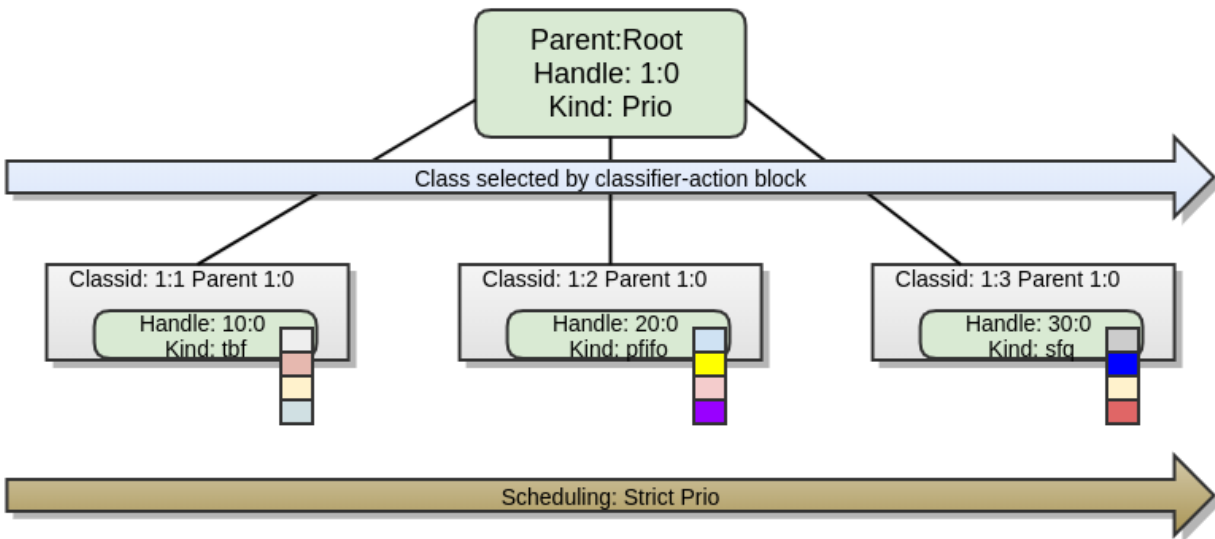 Parent:Root
Handle: 1:0
Kind: Prio
Class selected by classifier-action block
Classid: 1:1 Parent 1:0
Handle: 10:0
Kind: tbf
Classid: 1:2 Parent 1:0
Handle: 20:0
Kind: pfifo
Classid: 1:3 Parent 1:0
Handle: 30:0
Kind: sfq
Scheduling: Strict Prio